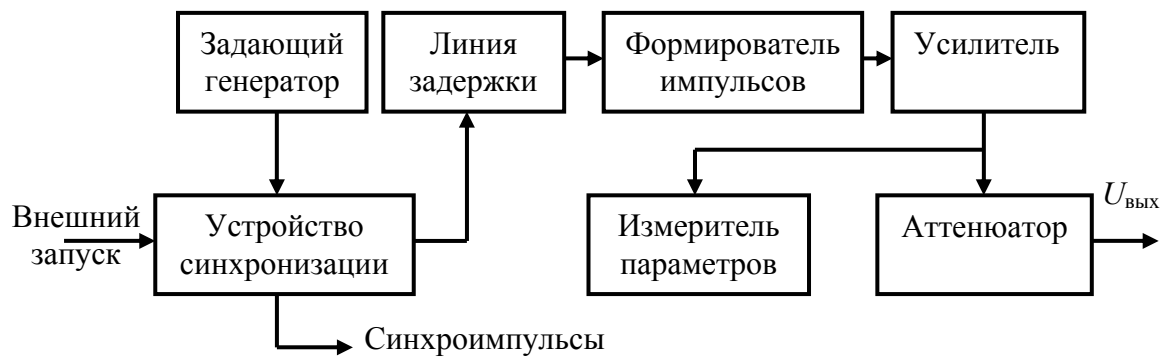 Задающий
генератор
Линия
задержки
Формирователь
импульсов
Усилитель
Внешний
запуск
Устройство
синхронизации
Измеритель
параметров
Аттенюатор
Uвых
Синхроимпульсы